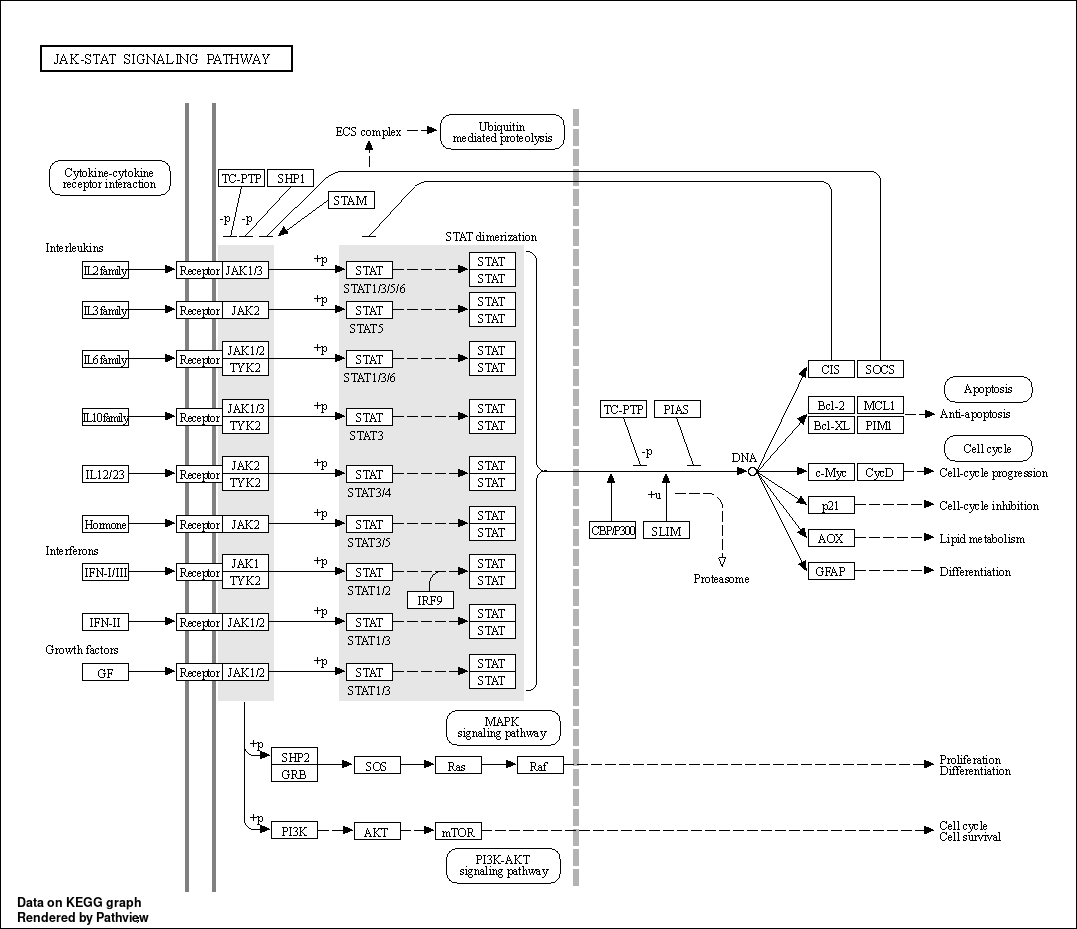 JAK-STAT SIGNALING PATHWAY
ECS complex
Ubiquitin
mediated proteolysis
Cytokine-cytokine
receptor interaction
TC-PTP
SHP1
STAM
-p
-p
STAT dimerization
Interleukins
IL2 family
Receptor
JAK1/3
+p
STAT
STAT1/3/5/6
STAT
STAT
IL3 family
Receptor
JAK2
+p
STAT
STAT5
STAT
STAT
IL6 family
Receptor
JAK1/2
TYK2
+p
STAT
STAT1/3/6
STAT
STAT
IL10 family
Receptor
JAK1/3
TYK2
+p
STAT
STAT3
STAT
STAT
IL12/23
Receptor
JAK2
TYK2
+p
STAT
STAT3/4
STAT
STAT
Hormone
Receptor
JAK2
+p
STAT
STAT3/5
STAT
STAT
Interferons
IFN-I/III
Receptor
JAK1
TYK2
+p
STAT
STAT1/2
IRF9
STAT
STAT
IFN-II
Receptor
JAK1/2
+p
STAT
STAT1/3
STAT
STAT
Growth factors
GF
Receptor
JAK1/2
+p
STAT
STAT1/3
STAT
STAT
TC-PTP
PIAS
-p
+u
CBP/P300
SLIM
Proteasome
DNA
CIS
SOCS
Bcl-2
MCL1
Bcl-XL
PIM1
c-Myc
CycD
p21
AOX
GFAP
Apoptosis
Anti-apoptosis
Cell cycle
Cell-cycle progression
Cell-cycle inhibition
Lipid metabolism
Differentiation
MAPK
signaling pathway
+p
SHP2
GRB
SOS
Ras
Raf
Proliferation
Differentiation
+p
PI3K
AKT
mTOR
Cell cycle
Cell survival
PI3K-AKT
signaling pathway
Data on KEGG graph
Rendered by Pathview